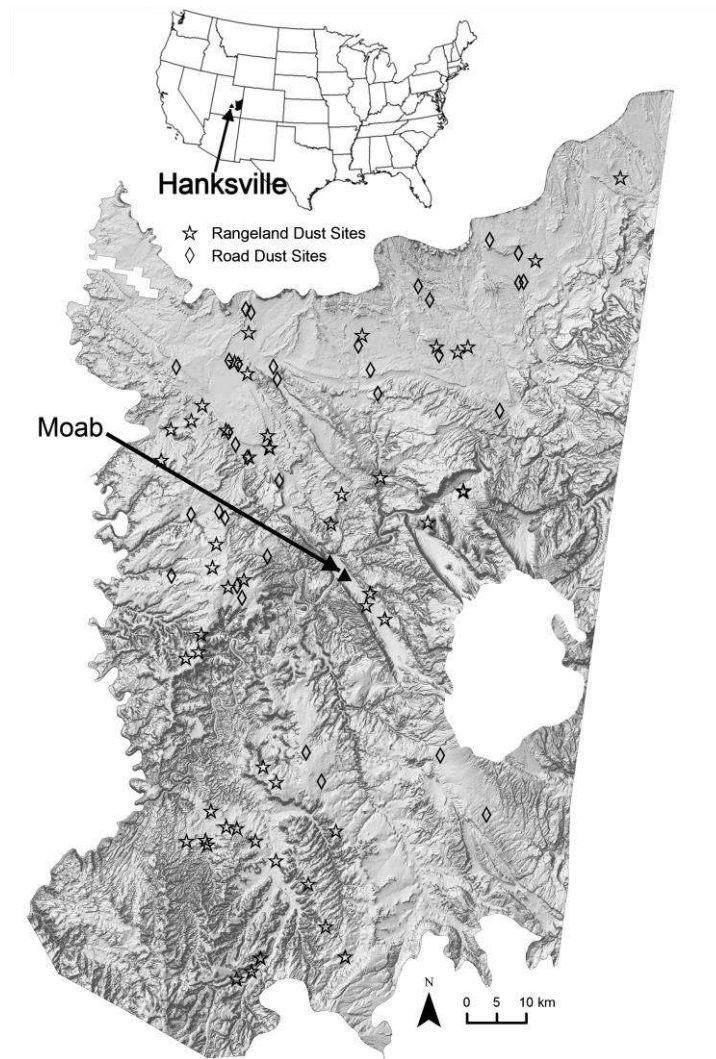 Hanksville
Rangeland Dust Sites
Road Dust Sites
Moab
N
0 5 10 km